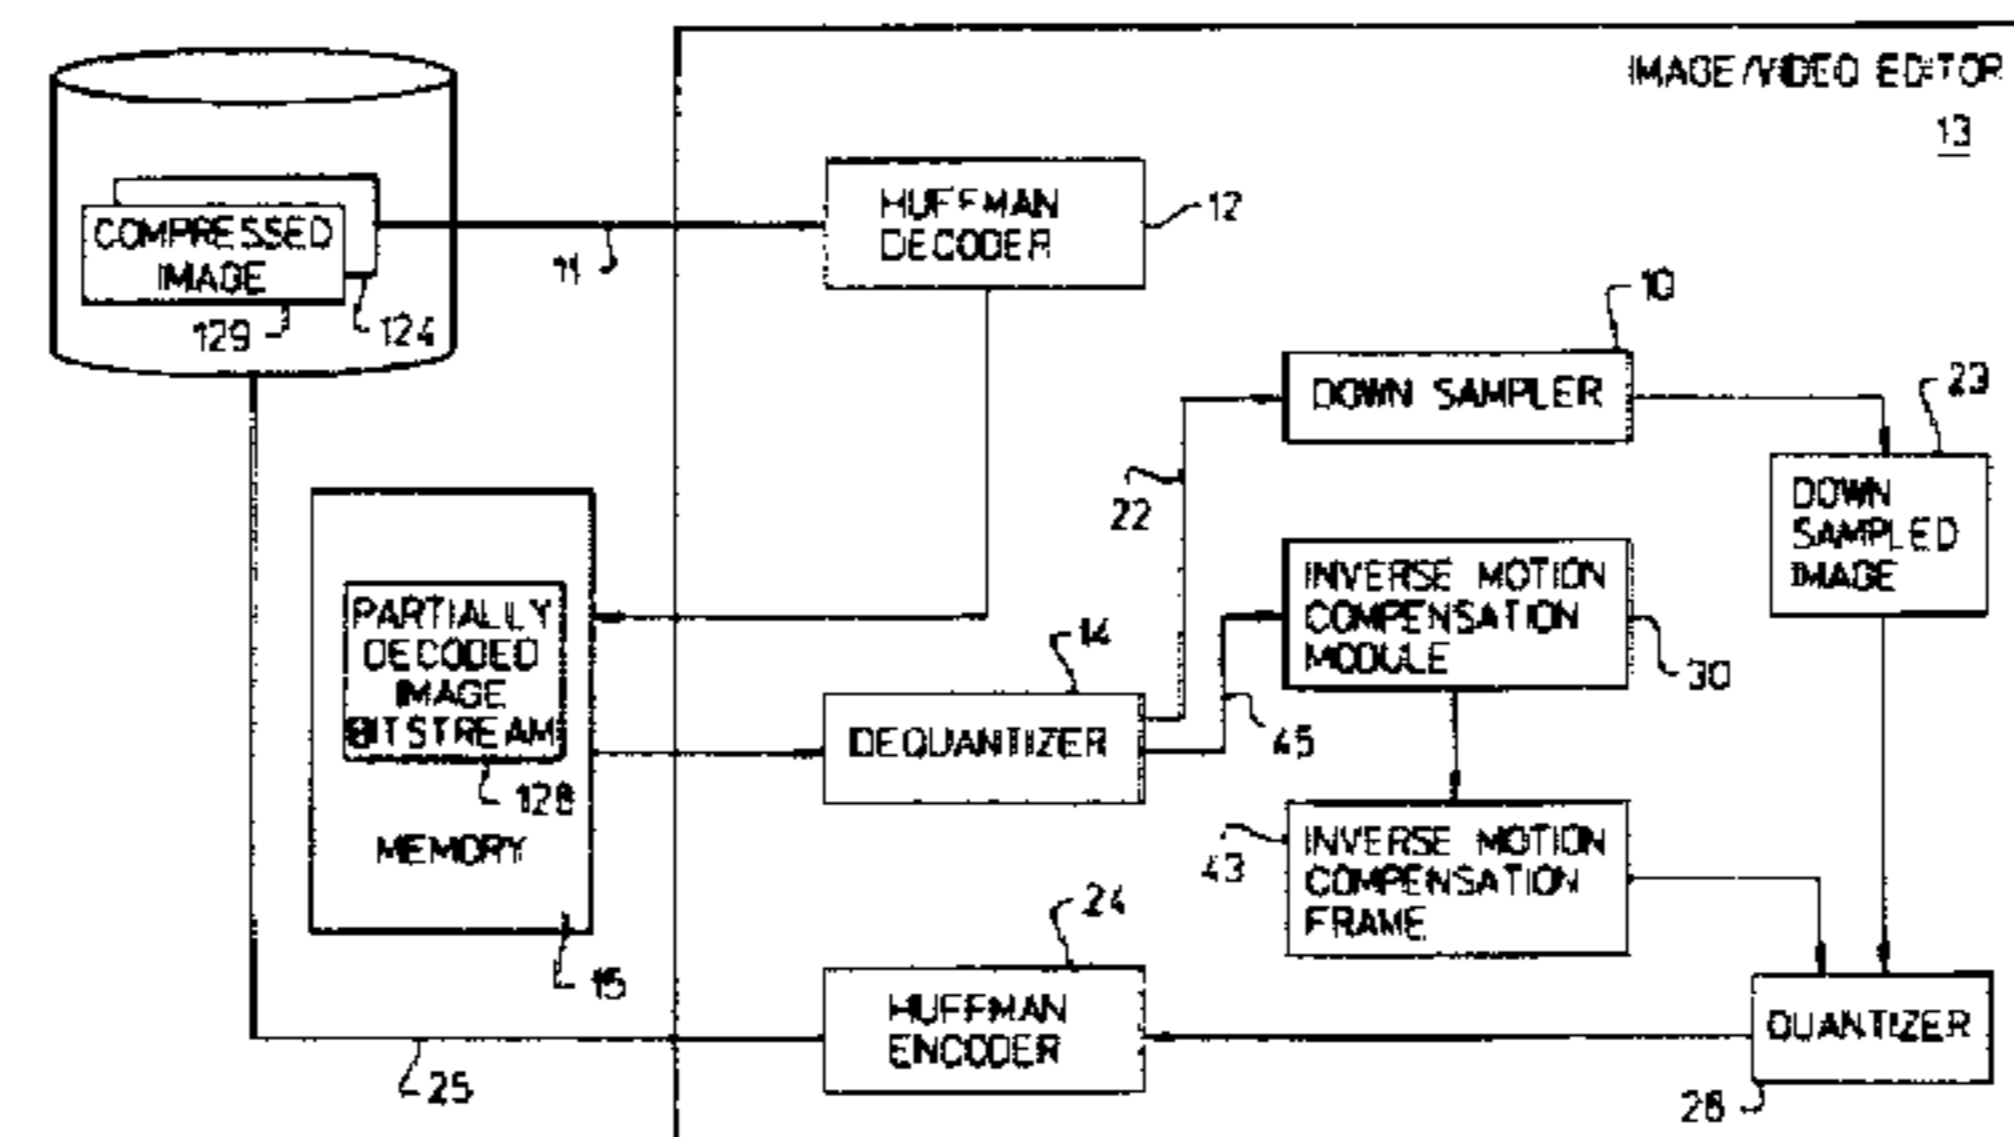 IMAGE/VIDEO EDITOR
13
HUFFMAN
DECODER
12
COMPRESSED
IMAGE
11
129
124
10
DOWN SAMPLER
23
22
DOWN
SAMPLED
IMAGE
INVERSE MOTION
COMPENSATION
MODULE
30
PARTIALLY
DECODED
IMAGE
BITSTREAM
128
MEMORY
15
14
DEQUANTIZER
45
43
INVERSE MOTION
COMPENSATION
FRAME
24
HUFFMAN
ENCODER
QUANTIZER
25
26